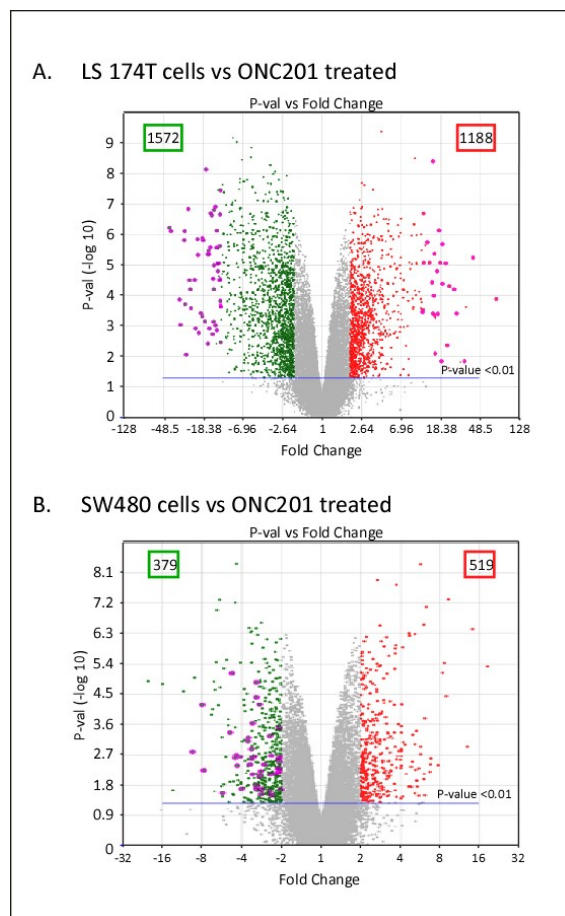 A. LS 174T cells vs ONC201 treated
P-val vs Fold Change
1572
1188
9
8
7
6
5
4
3
2
1
0
P-val (-log 10)
P-value <0.01
-128 -48.5 -18.38 -6.96 -2.64 1 2.64 6.96 18.38 48.5 128
Fold Change
B. SW480 cells vs ONC201 treated
P-val vs Fold Change
379
519
8.1
7.2
6.3
5.4
4.5
3.6
2.7
1.8
0.9
0
P-val (-log 10)
P-value <0.01
-32 -16 -8 -4 -2 1 2 4 8 16 32
Fold Change